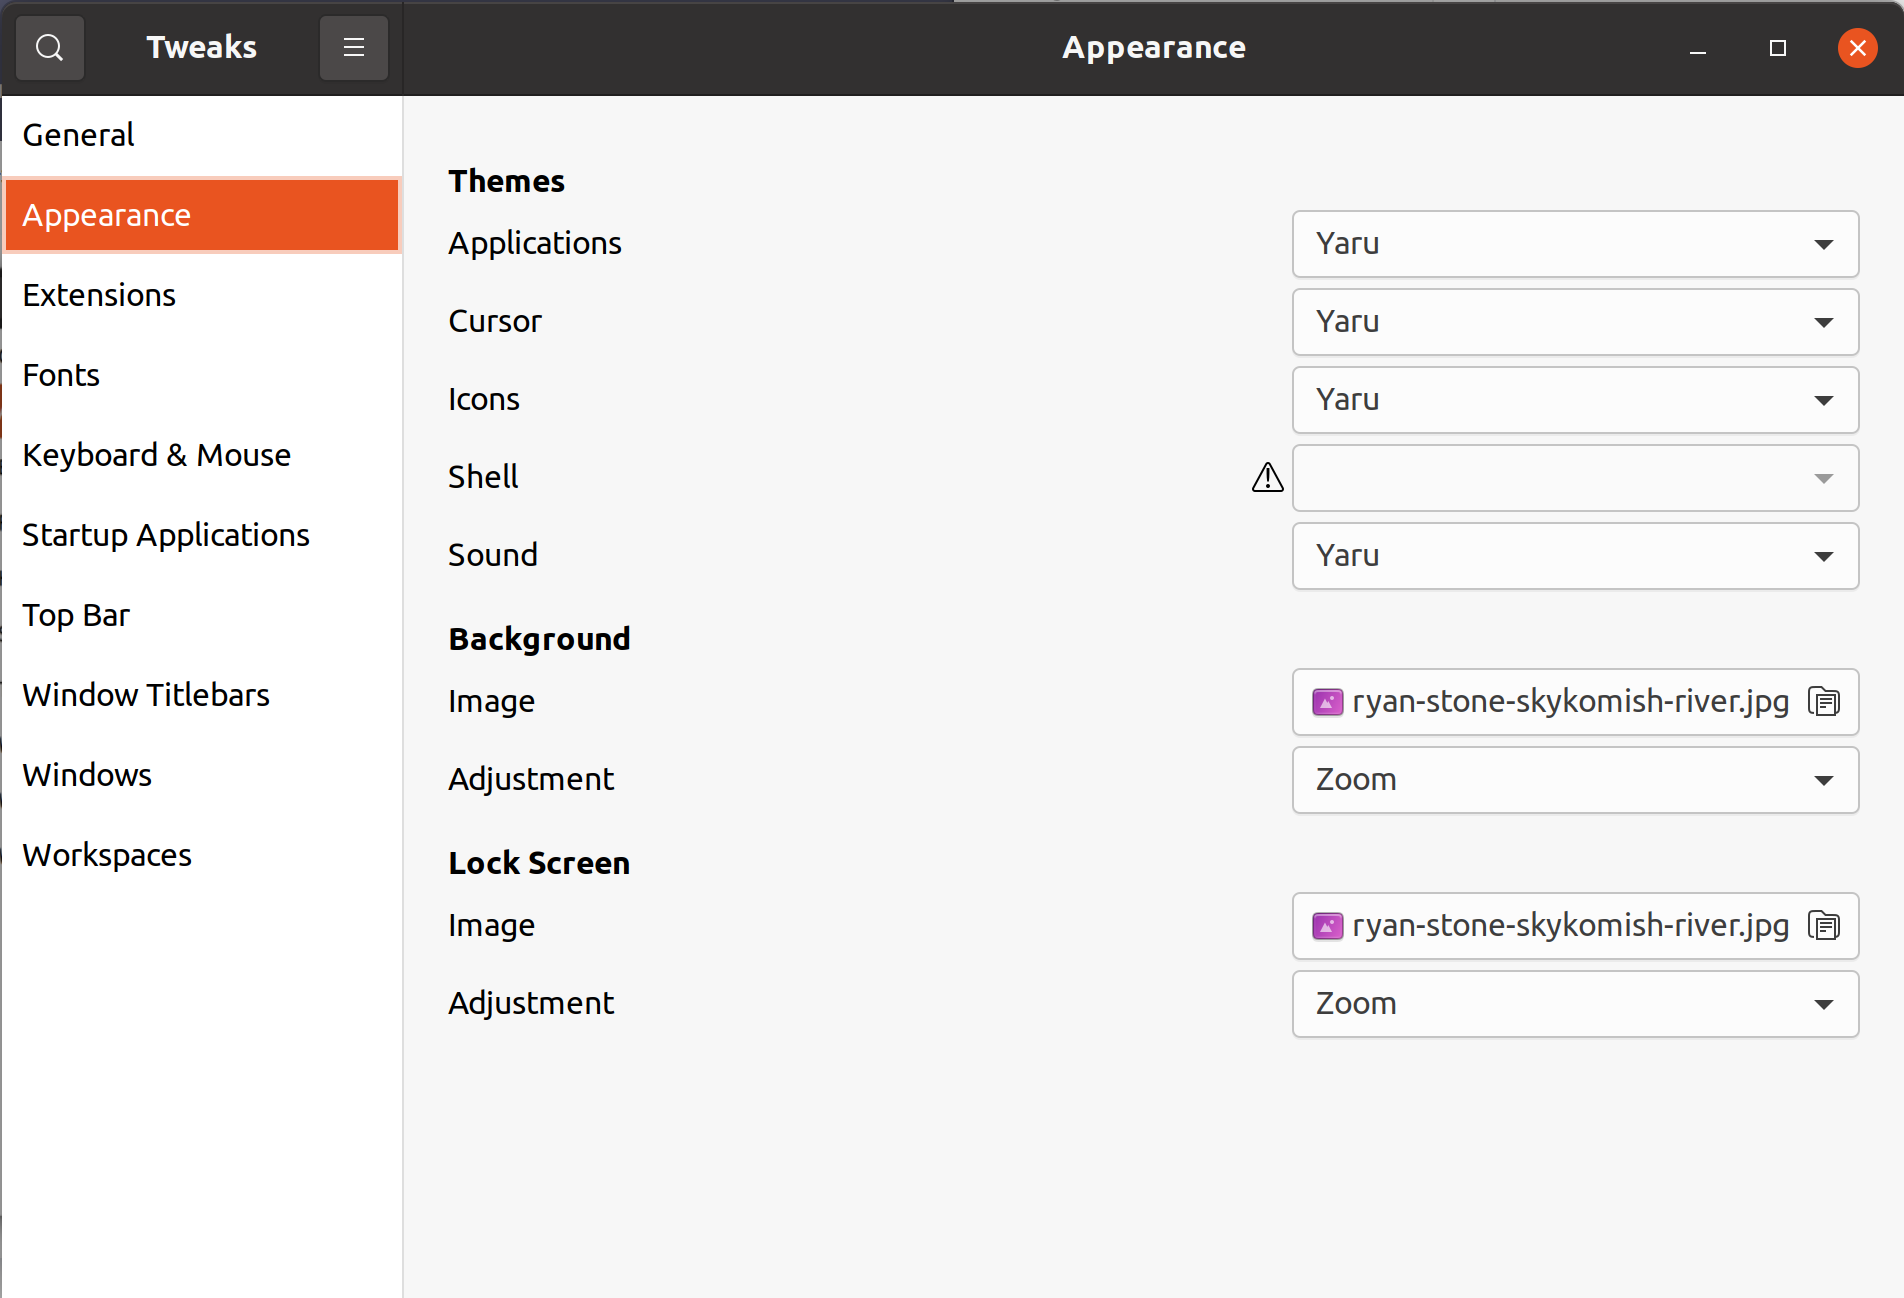 Tweaks
Appearance
General
Appearance
Extensions
Fonts
Keyboard & Mouse
Startup Applications
Top Bar
Window Titlebars
Windows
Workspaces
Themes
Applications Yaru
Cursor Yaru
Icons Yaru
Shell
Sound Yaru
Background
Image ryan-stone-skykomish-river.jpg
Adjustment Zoom
Lock Screen
Image ryan-stone-skykomish-river.jpg
Adjustment Zoom